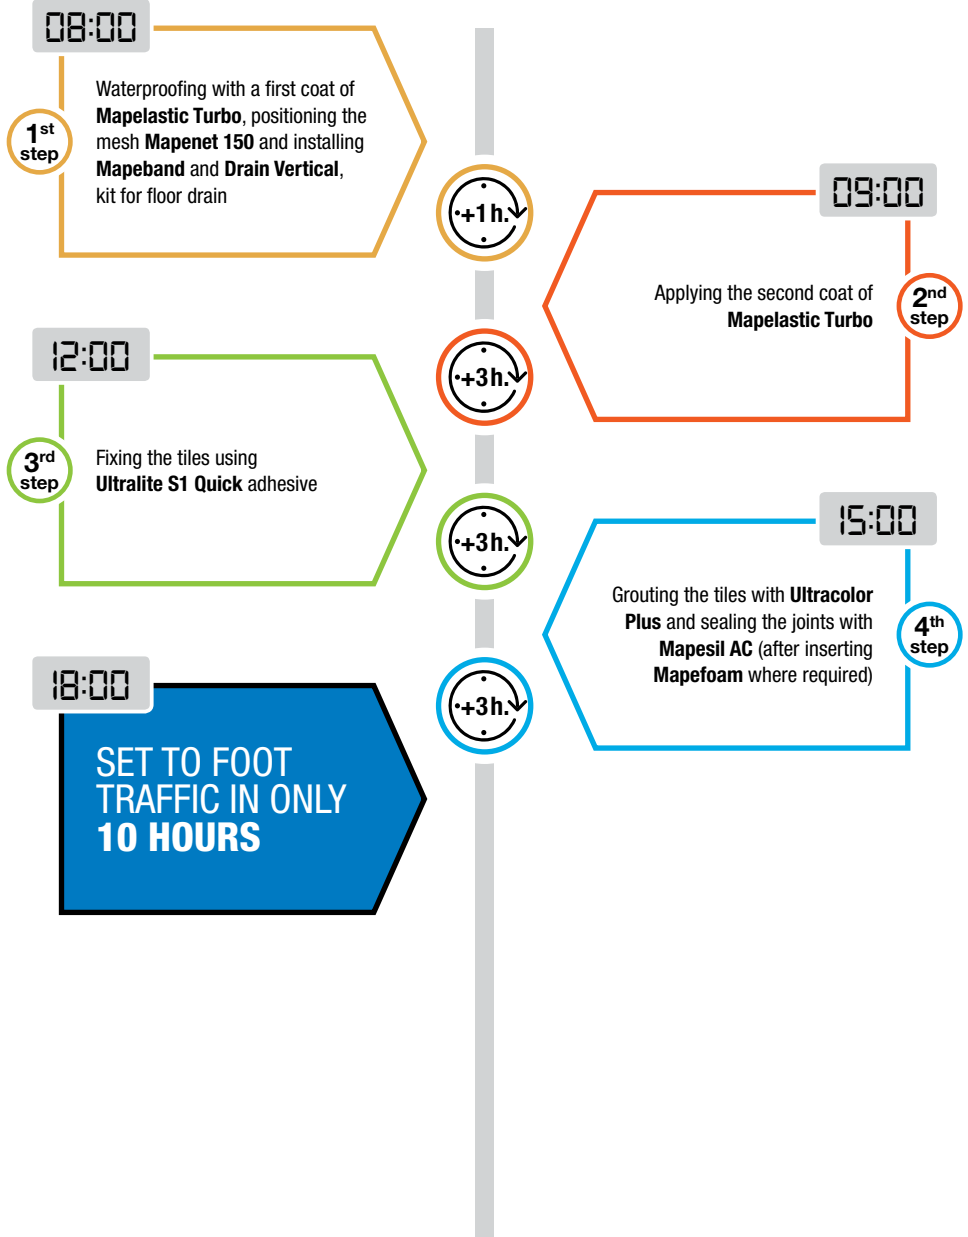 08:00
1st
step
Waterproofing with a first coat of
Mapelastic Turbo, positioning the
mesh Mapenet 150 and installing
Mapeband and Drain Vertical,
kit for floor drain
+1h.
09:00
2nd
step
Applying the second coat of
Mapelastic Turbo
+3h.
12:00
3rd
step
Fixing the tiles using
Ultralite S1 Quick adhesive
+3h.
15:00
4th
step
Grouting the tiles with Ultracolor
Plus and sealing the joints with
Mapesil AC (after inserting
Mapefoam where required)
+3h.
18:00
SET TO FOOT
TRAFFIC IN ONLY
10 HOURS